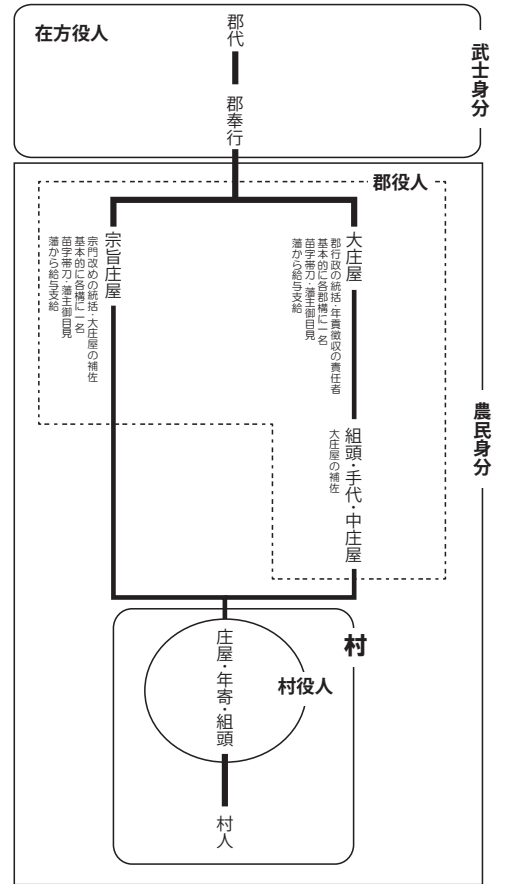 在方役人
郡代
武士身分
郡奉行
郡役人
大庄屋
郡行政の統括・年貢徴収の責任者
基本的に各郡構に一名
苗字帯刀・藩主御目見
藩から給与支給
宗旨庄屋
宗門改めの統括・大庄屋の補佐
基本的に各構に一名
苗字帯刀・藩主御目見
藩から給与支給
農民身分
組頭・手代・中庄屋
大庄屋の補佐
村
村役人
庄屋・年寄・組頭
村人